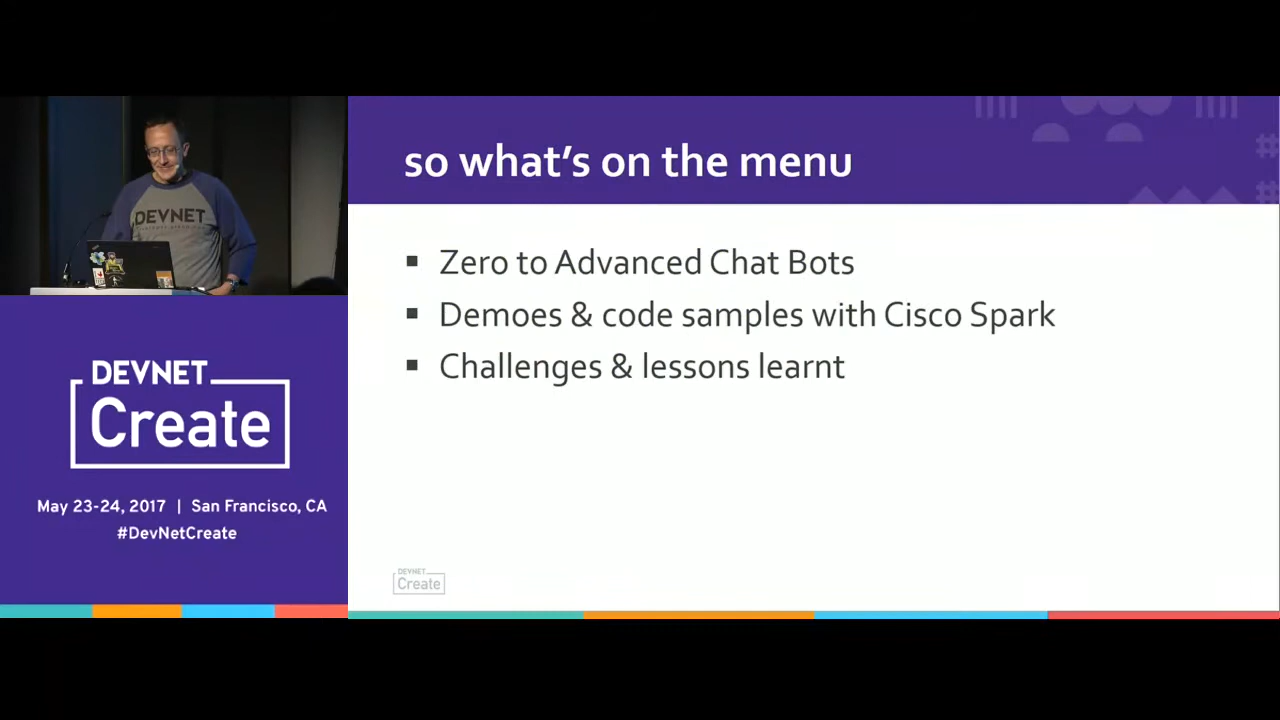 so what's on the menu
▪ Zero to Advanced Chat Bots
▪ Demoes & code samples with Cisco Spark
▪ Challenges & lessons learnt
DEVNET
DEVNET
Create
May 23-24, 2017 | San Francisco, CA
#DevNetCreate
DEVNET
Create